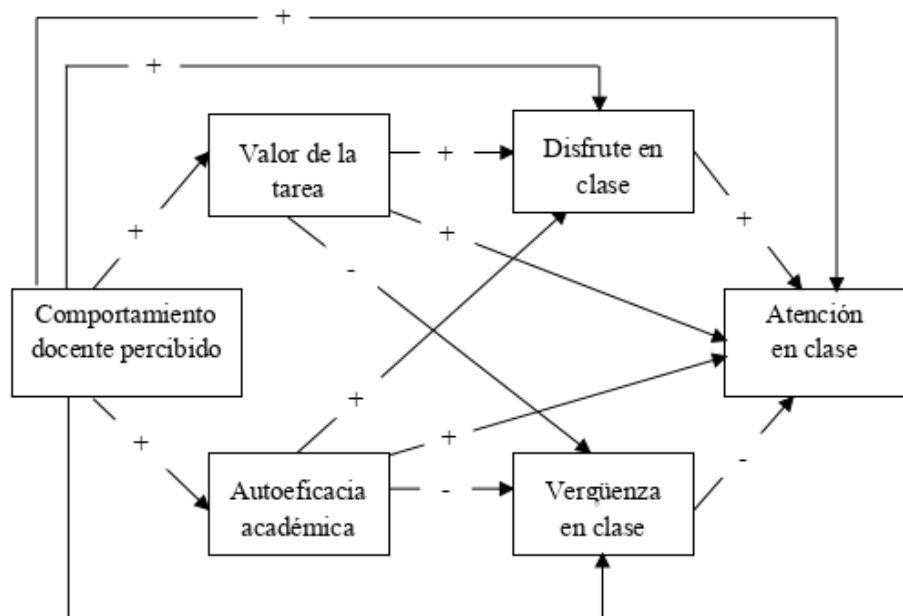 +
+
Valor de la
tarea
+
Disfrute en
clase
+
+
+
-
Comportamiento
docente percibido
Atención
en clase
+
+
+
-
Autoeficacia
académica
-
Vergüenza
en clase